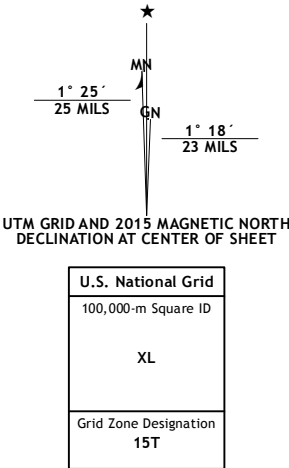 MN
1° 25´
25 MILS
GN
1° 18´
23 MILS
UTM GRID AND 2015 MAGNETIC NORTH
DECLINATION AT CENTER OF SHEET
U.S. National Grid
100,000-m Square ID
XL
Grid Zone Designation
15T